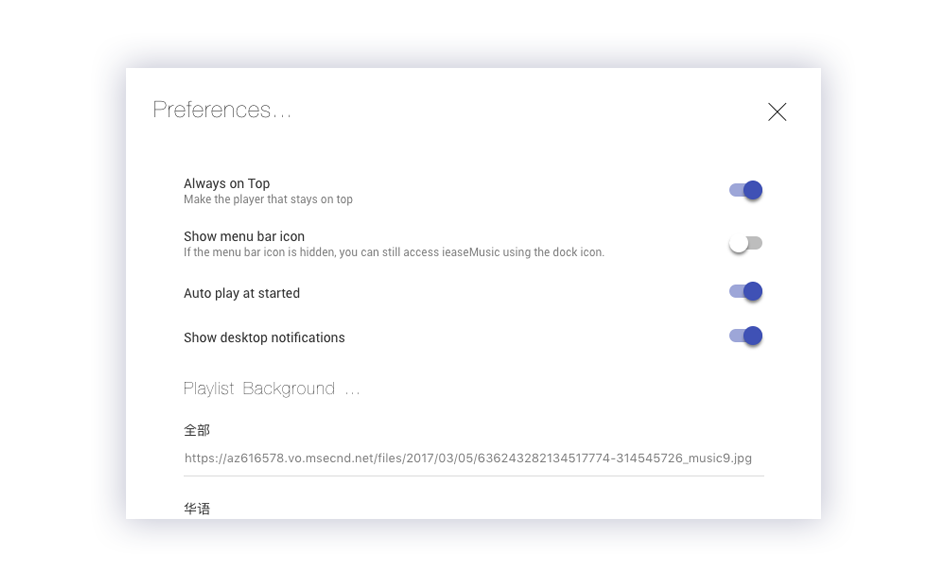 Preferences...
Always on Top
Make the player that stays on top
Show menu bar icon
If the menu bar icon is hidden, you can still access ieaseMusic using the dock icon.
Auto play at started
Show desktop notifications
Playlist Background ...
全部
https://az616578.vo.msecnd.net/files/2017/03/05/636243282134517774-314545726_music9.jpg
华语